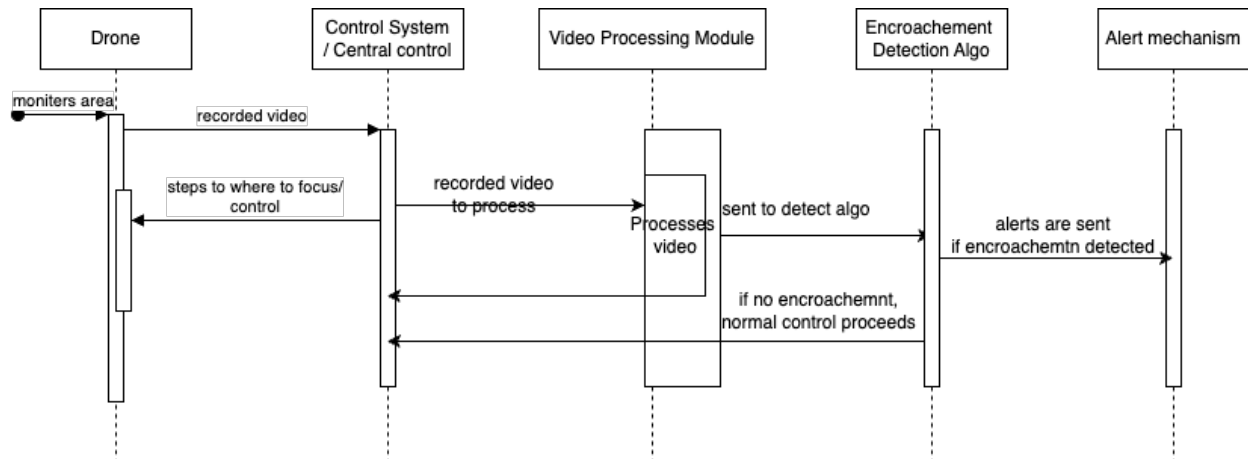 Drone
Control System
/ Central control
Video Processing Module
Encroachement
Detection Algo
Alert mechanism
moniters area
recorded video
steps to where to focus/
control
recorded video
to process
Processes
video
sent to detect algo
alerts are sent
if encroachemtn detected
if no encroachemnt,
normal control proceeds